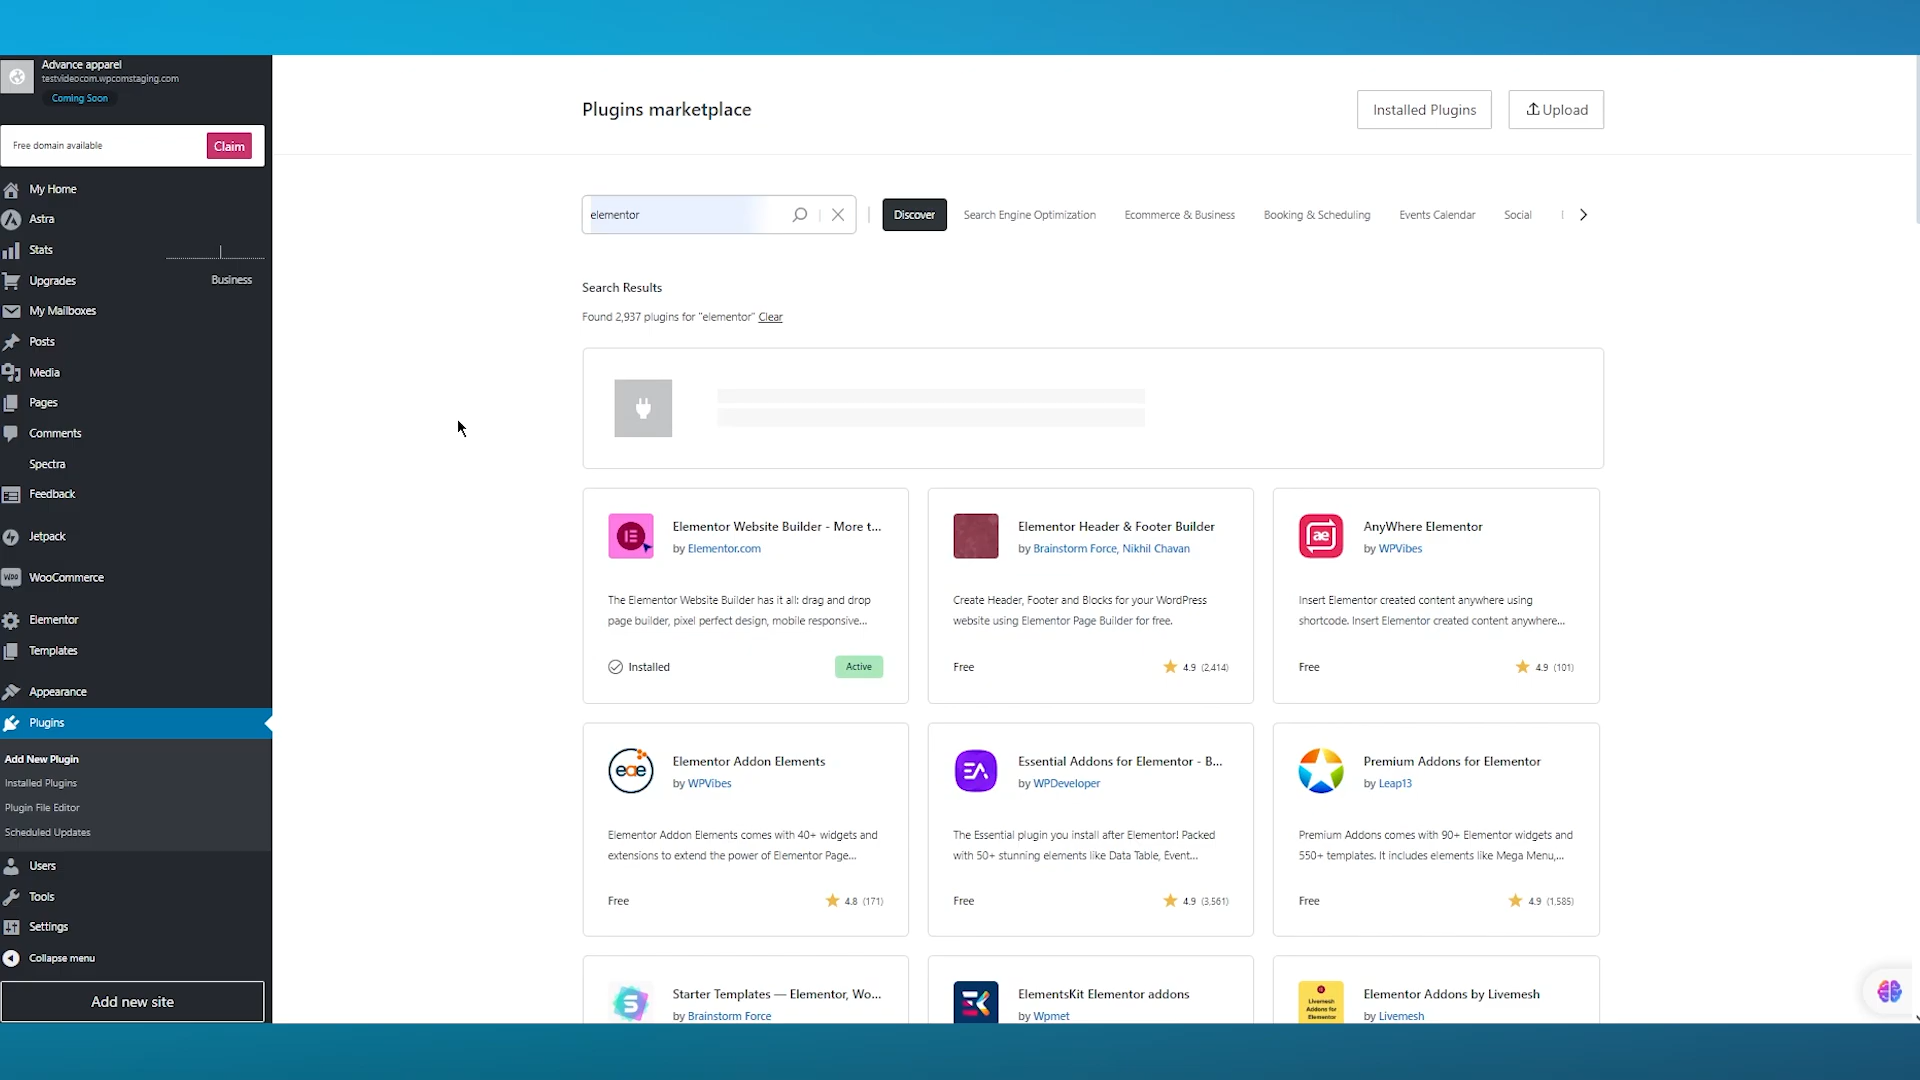 Advance apparel
testvideocom.wpcomstaging.com
Coming Soon
Free domain available
Claim
My Home
Astra
Stats
Upgrades
Business
My Mailboxes
Posts
Media
Pages
Comments
Spectra
Feedback
Jetpack
WooCommerce
Elementor
Templates
Appearance
Plugins
Add New Plugin
Installed Plugins
Plugin File Editor
Scheduled Updates
Users
Tools
Settings
Collapse menu
Add new site
Plugins marketplace
Installed Plugins
Upload
elementor
Discover
Search Engine Optimization
Ecommerce & Business
Booking & Scheduling
Events Calendar
Social
Search Results
Found 2,937 plugins for "elementor" Clear
Elementor Website Builder - More t...
by Elementor.com
The Elementor Website Builder has it all: drag and drop
page builder, pixel perfect design, mobile responsive...
Installed
Active
Elementor Header & Footer Builder
by Brainstorm Force, Nikhil Chavan
Create Header, Footer and Blocks for your WordPress
website using Elementor Page Builder for free.
Free
4.9 (2,414)
ae
AnyWhere Elementor
by WPVibes
Insert Elementor created content anywhere using
shortcode. Insert Elementor created content anywhere...
Free
4.9 (101)
eae
Elementor Addon Elements
by WPVibes
Elementor Addon Elements comes with 40+ widgets and
extensions to extend the power of Elementor Page...
Free
4.8 (171)
EA
Essential Addons for Elementor - B...
by WPDeveloper
The Essential plugin you install after Elementor! Packed
with 50+ stunning elements like Data Table, Event...
Free
4.9 (3,561)
Premium Addons for Elementor
by Leap13
Premium Addons comes with 90+ Elementor widgets and
550+ templates. It includes elements like Mega Menu,...
Free
4.9 (1,585)
S
Starter Templates — Elementor, Wo...
by Brainstorm Force
ElementsKit Elementor addons
by Wpmet
Livemesh
Addons for
Elementor
Elementor Addons by Livemesh
by Livemesh